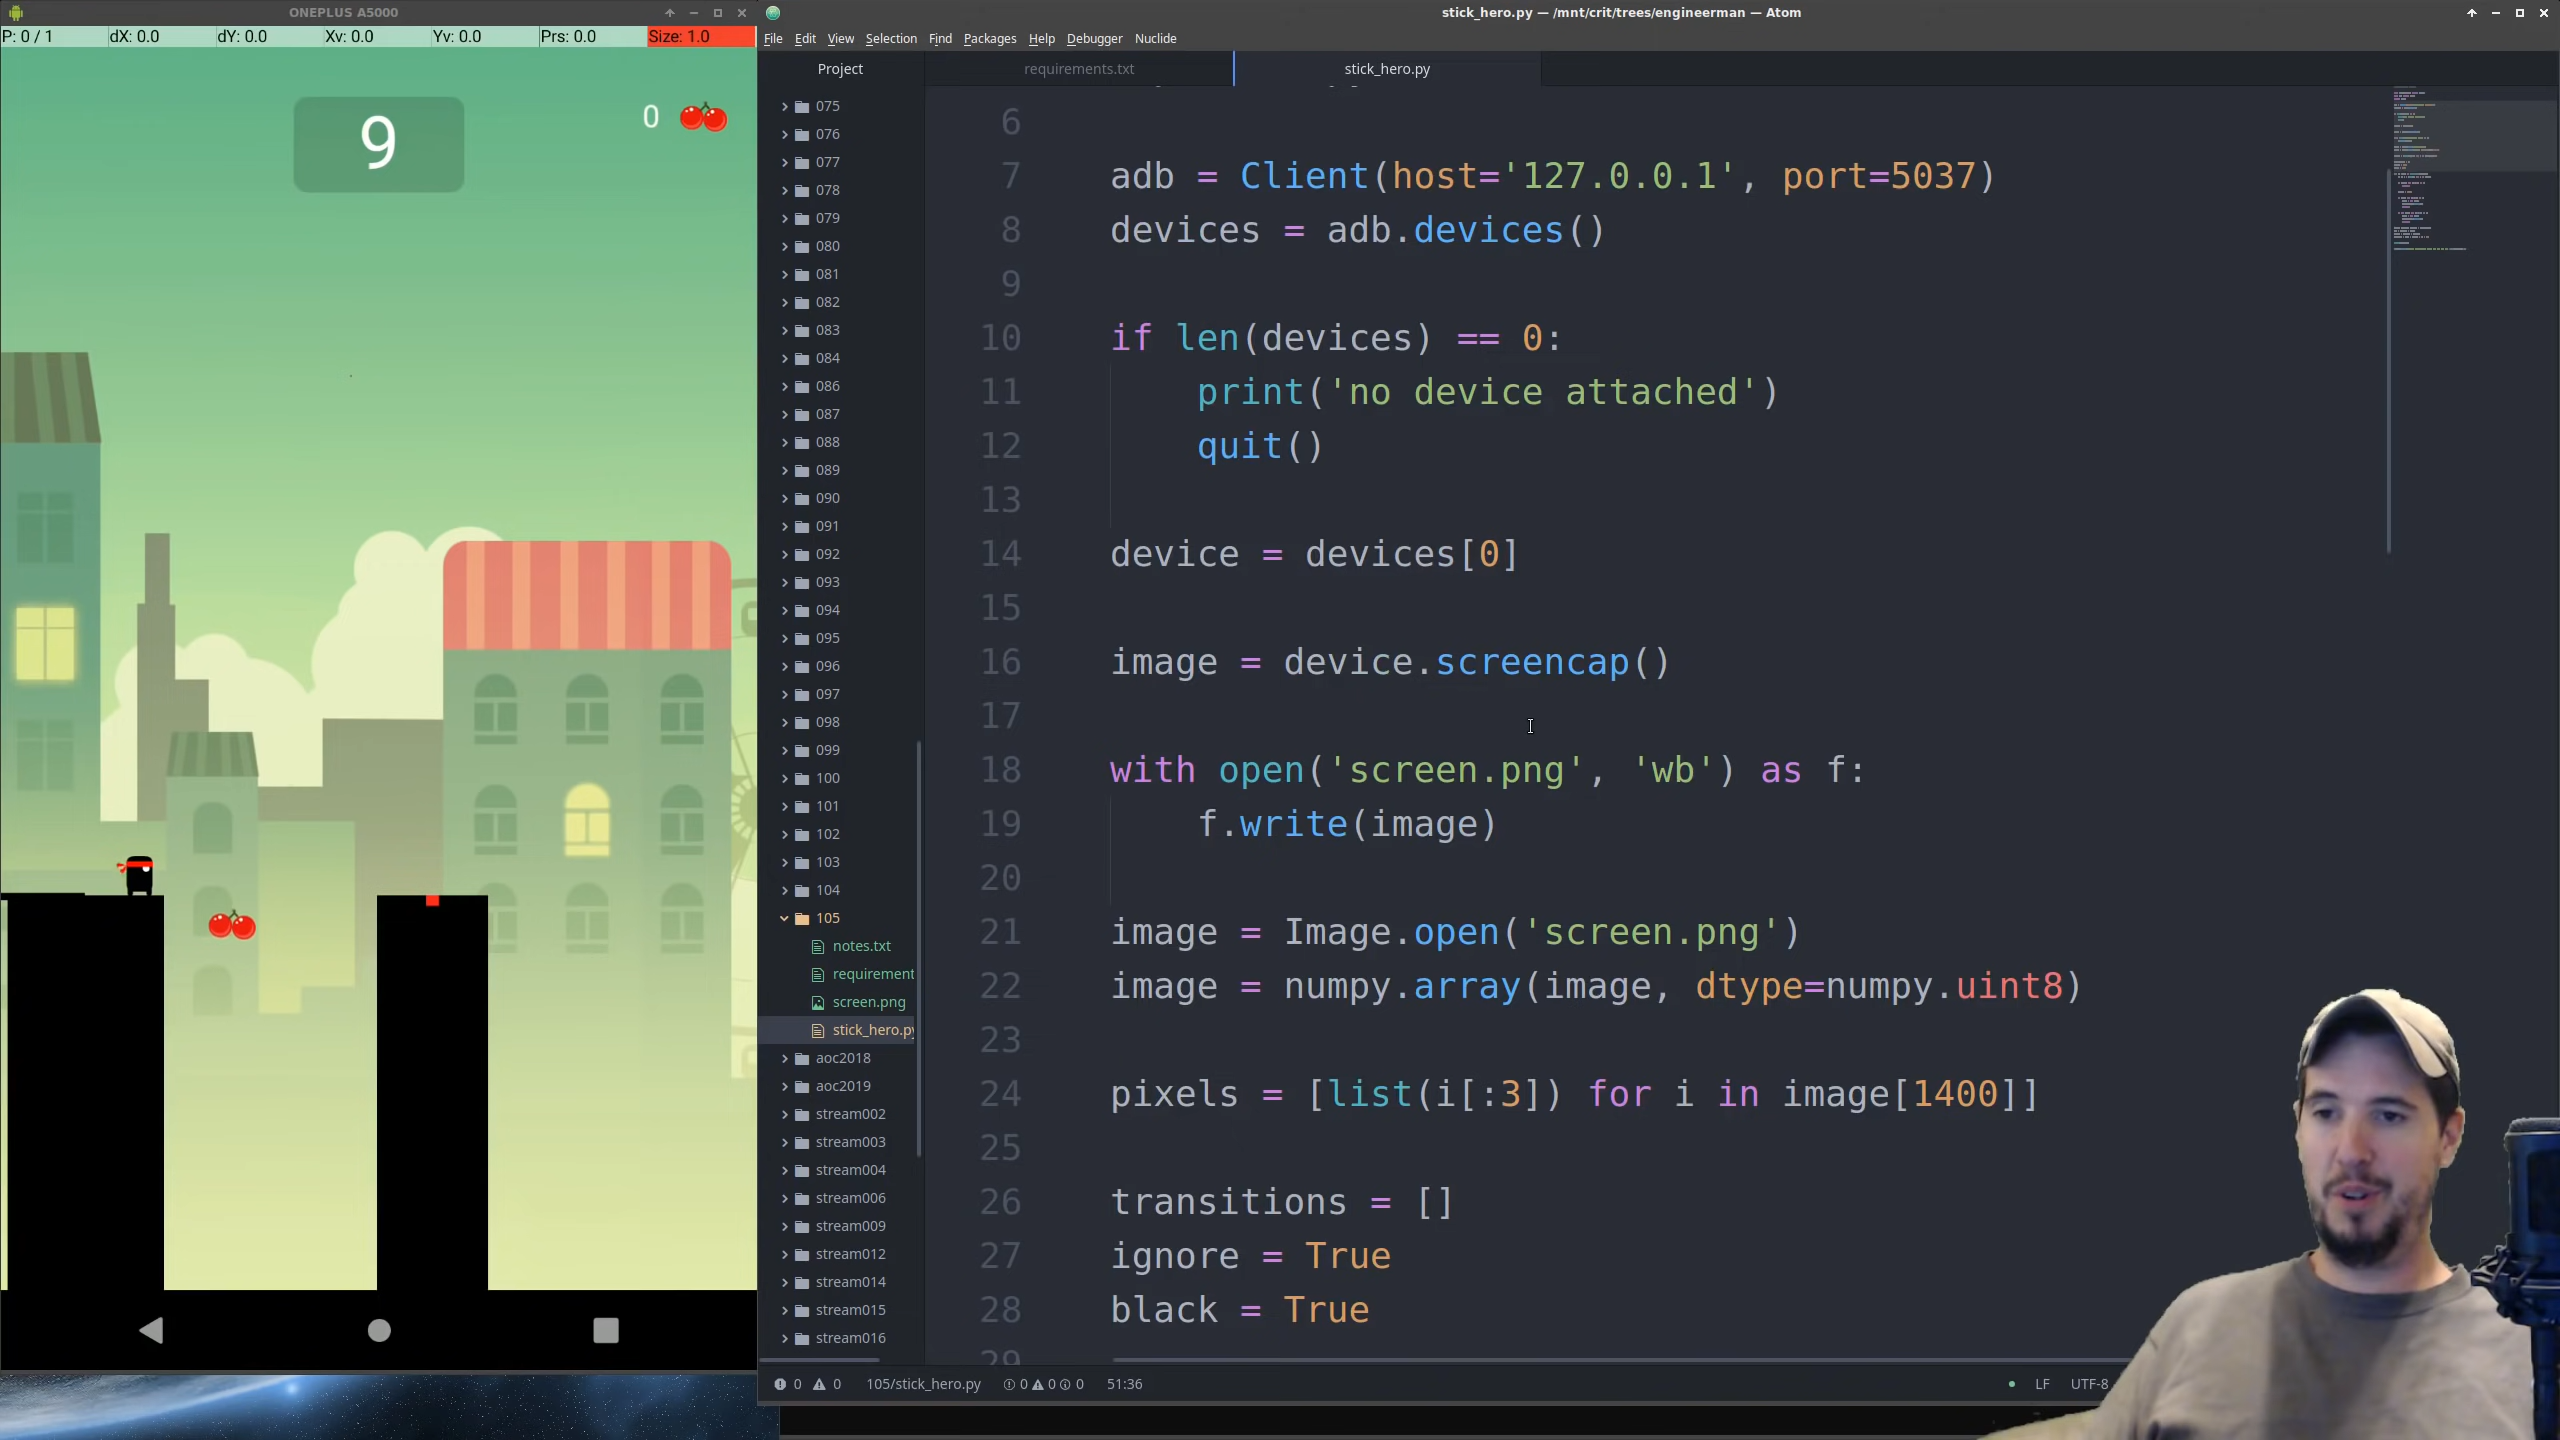 ONEPLUS A5000
P: 0 / 1
dX: 0.0
dY: 0.0
Xv: 0.0
Yv: 0.0
Prs: 0.0
Size: 1.0
9
0
stick_hero.py — /mnt/crit/trees/engineerman — Atom
File Edit View Selection Find Packages Help Debugger Nuclide
Project
075
076
077
078
079
080
081
082
083
084
086
087
088
089
090
091
092
093
094
095
096
097
098
099
100
101
102
103
104
105
notes.txt
requirement
screen.png
stick_hero.py
aoc2018
aoc2019
stream002
stream003
stream004
stream006
stream009
stream012
stream014
stream015
stream016
requirements.txt
stick_hero.py
6
7 adb = Client(host='127.0.0.1', port=5037)
8 devices = adb.devices()
9
10 if len(devices) == 0:
11 print('no device attached')
12 quit()
13
14 device = devices[0]
15
16 image = device.screencap()
17
18 with open('screen.png', 'wb') as f:
19 f.write(image)
20
21 image = Image.open('screen.png')
22 image = numpy.array(image, dtype=numpy.uint8)
23
24 pixels = [list(i[:3]) for i in image[1400]]
25
26 transitions = []
27 ignore = True
28 black = True
29
0 0 105/stick_hero.py 0 0 0 51:36
LF UTF-8